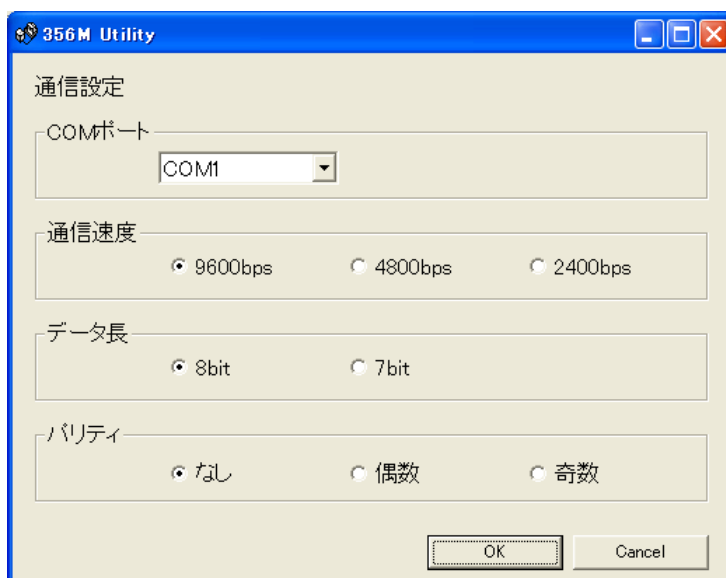 356M Utility
通信設定
COMポート
COM1
通信速度
9600bps 4800bps 2400bps
データ長
8bit 7bit
パリティ
なし 偶数 奇数
OK Cancel